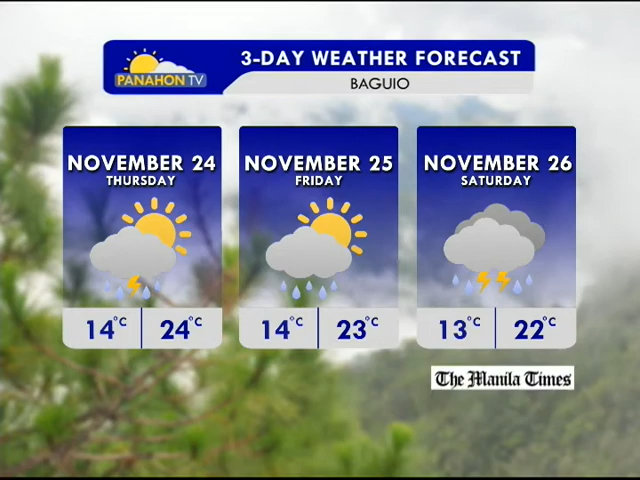 PANAHON TV
3-DAY WEATHER FORECAST
BAGUIO
NOVEMBER 24
THURSDAY
14°C
24°C
NOVEMBER 25
FRIDAY
14°C
23°C
NOVEMBER 26
SATURDAY
13°C
22°C
The Manila Times